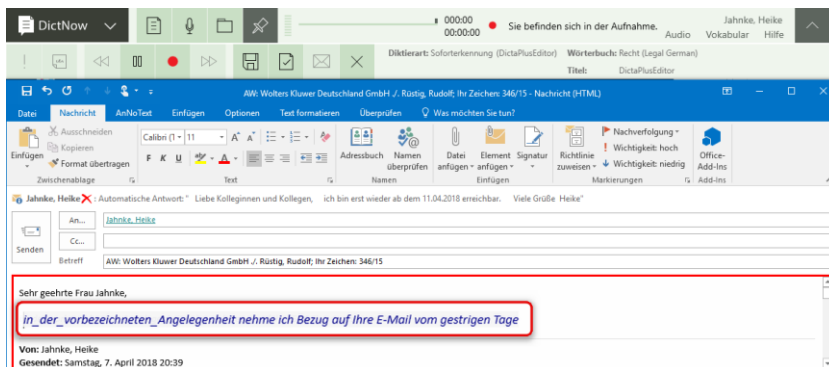 DictNow
000:00
00:00:00
Sie befinden sich in der Aufnahme.
Audio
Jahnke, Heike
Vokabular
Hilfe
Diktierart: Soforterkennung (DictaPlusEditor)
Wörterbuch: Recht (Legal German)
Titel: DictaPlusEditor
AW: Wolters Kluwer Deutschland GmbH ./. Rüstig, Rudolf; Ihr Zeichen: 346/15 - Nachricht (HTML)
Datei Nachricht AnNoText Einfügen Optionen Text formatieren Überprüfen Was möchten Sie tun?
Einfügen
Ausschneiden
Kopieren
Format übertragen
Zwischenablage
Calibri (T 11
F K U
Text
Adressbuch
Namen überprüfen
Namen
Datei anfügen
Element anfügen
Signatur
Einfügen
Richtlinie zuweisen
Nachverfolgung
Wichtigkeit: hoch
Wichtigkeit: niedrig
Markierungen
Office-Add-Ins
Add-Ins
Jahnke, Heike : Automatische Antwort: " Liebe Kolleginnen und Kollegen, ich bin erst wieder ab dem 11.04.2018 erreichbar. Viele Grüße Heike"
Senden
An... Jahnke, Heike
Cc...
Betreff AW: Wolters Kluwer Deutschland GmbH ./. Rüstig, Rudolf; Ihr Zeichen: 346/15
Sehr geehrte Frau Jahnke,
in_der_vorbezeichneten_Angelegenheit nehme ich Bezug auf Ihre E-Mail vom gestrigen Tage
Von: Jahnke, Heike
Gesendet: Samstag, 7. April 2018 20:39